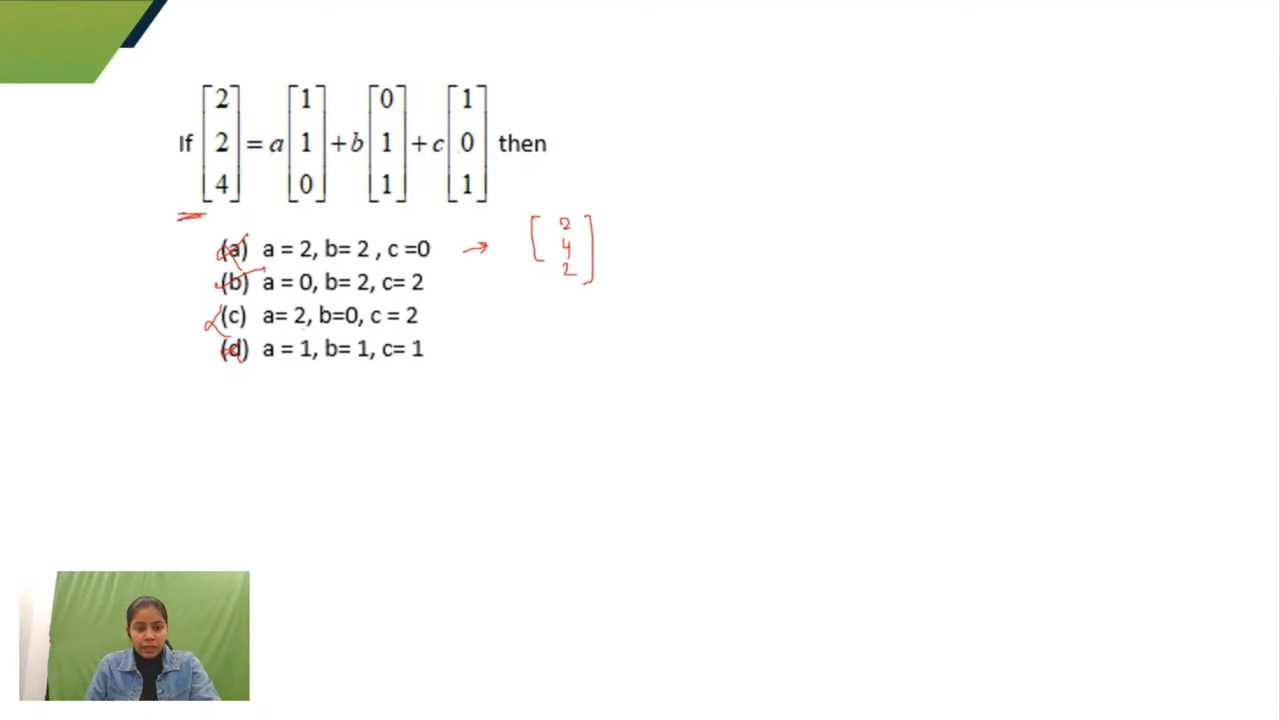 If [2 2 4] = a [1 1 0] + b [0 1 1] + c [1 0 1] then
(a) a = 2, b= 2 , c =0 → [2 4 2]
(b) a = 0, b= 2, c= 2
(c) a= 2, b=0, c = 2
(d) a = 1, b= 1, c= 1